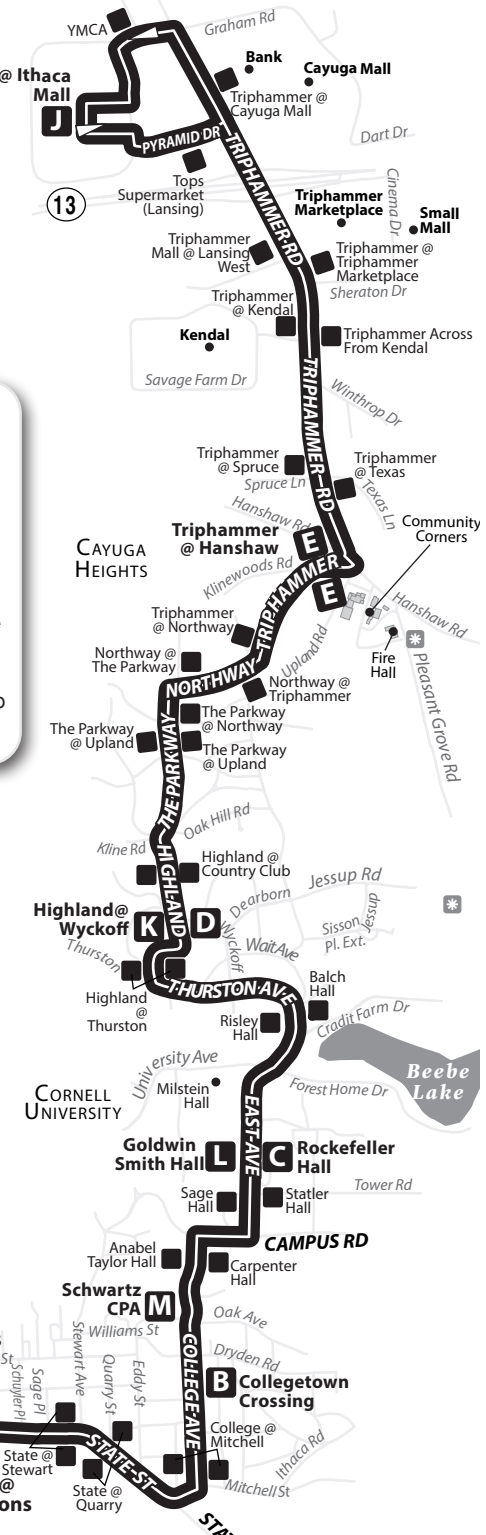 YMCA
Graham Rd
Bank
Cayuga Mall
@ Ithaca
Mall
J
Triphammer @
Cayuga Mall
PYRAMID DR
TRIPHAMMER RD
Dart Dr
Tops
Supermarket
(Lansing)
13
Cinema Dr
Triphammer
Marketplace
Small
Mall
Triphammer
Mall @ Lansing
West
Triphammer @
Triphammer
Marketplace
Sheraton Dr
Triphammer
@ Kendal
Kendal
Triphammer Across
From Kendal
Savage Farm Dr
TRIPHAMMER RD
Winthrop Dr
Triphammer
@ Spruce
Spruce Ln
Triphammer
@ Texas
Texas Ln
Hanshaw Rd
Triphammer
@ Hanshaw
E
Community
Corners
CAYUGA
HEIGHTS
Klinewoods Rd
TRIPHAMMER
E
Hanshaw Rd
Triphammer
@ Northway
Upland Rd
Fire
Hall
Pleasant Grove Rd
Northway @
The Parkway
NORTHWAY
Northway @
Triphammer
The Parkway
@ Northway
The Parkway
@ Upland
The Parkway
@ Upland
THE PARKWAY
Oak Hill Rd
Kline Rd
HIGHLAND
Highland @
Country Club
Dearborn
Jessup Rd
Highland@
Wyckoff
K
D
Wyckoff
Sisson
Pl. Ext.
Jessup
Thurston
Wait Ave
Highland
@
Thurston
THURSTON AVE
Balch
Hall
Risley
Hall
Cradit Farm Dr
University Ave
Beebe
Lake
Milstein
Hall
Forest Home Dr
CORNELL
UNIVERSITY
EAST AVE
Goldwin
Smith Hall
L
C
Rockefeller
Hall
Tower Rd
Sage
Hall
Statler
Hall
CAMPUS RD
Anabel
Taylor Hall
Carpenter
Hall
Schwartz
CPA
M
Oak Ave
Williams St
COLLEGE AVE
Dryden Rd
St
Schuyler Pl
Sage Pl
Stewart Ave
Quarry St
Eddy St
B
Collegetown
Crossing
College @
Mitchell
Ithaca Rd
STATE ST
State @
Stewart
@
ons
State @
Quarry
Mitchell St
STA